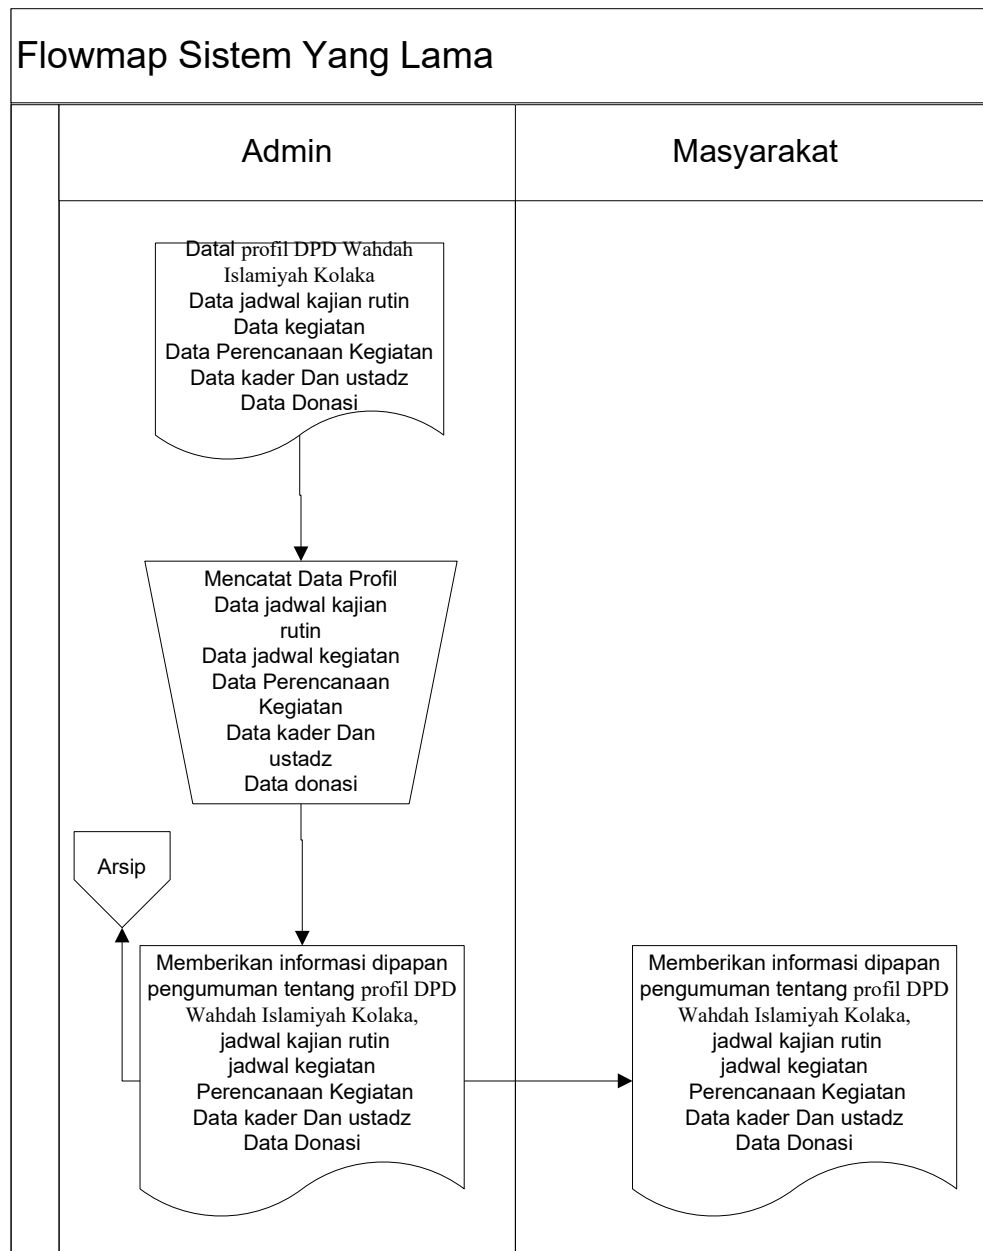 Flowmap Sistem Yang Lama
Admin
Masyarakat
Datal profil DPD Wahdah
Islamiyah Kolaka
Data jadwal kajian rutin
Data kegiatan
Data Perencanaan Kegiatan
Data kader Dan ustadz
Data Donasi
Mencatat Data Profil
Data jadwal kajian
rutin
Data jadwal kegiatan
Data Perencanaan
Kegiatan
Data kader Dan
ustadz
Data donasi
Arsip
Memberikan informasi dipapan
pengumuman tentang profil DPD
Wahdah Islamiyah Kolaka,
jadwal kajian rutin
jadwal kegiatan
Perencanaan Kegiatan
Data kader Dan ustadz
Data Donasi
Memberikan informasi dipapan
pengumuman tentang profil DPD
Wahdah Islamiyah Kolaka,
jadwal kajian rutin
jadwal kegiatan
Perencanaan Kegiatan
Data kader Dan ustadz
Data Donasi